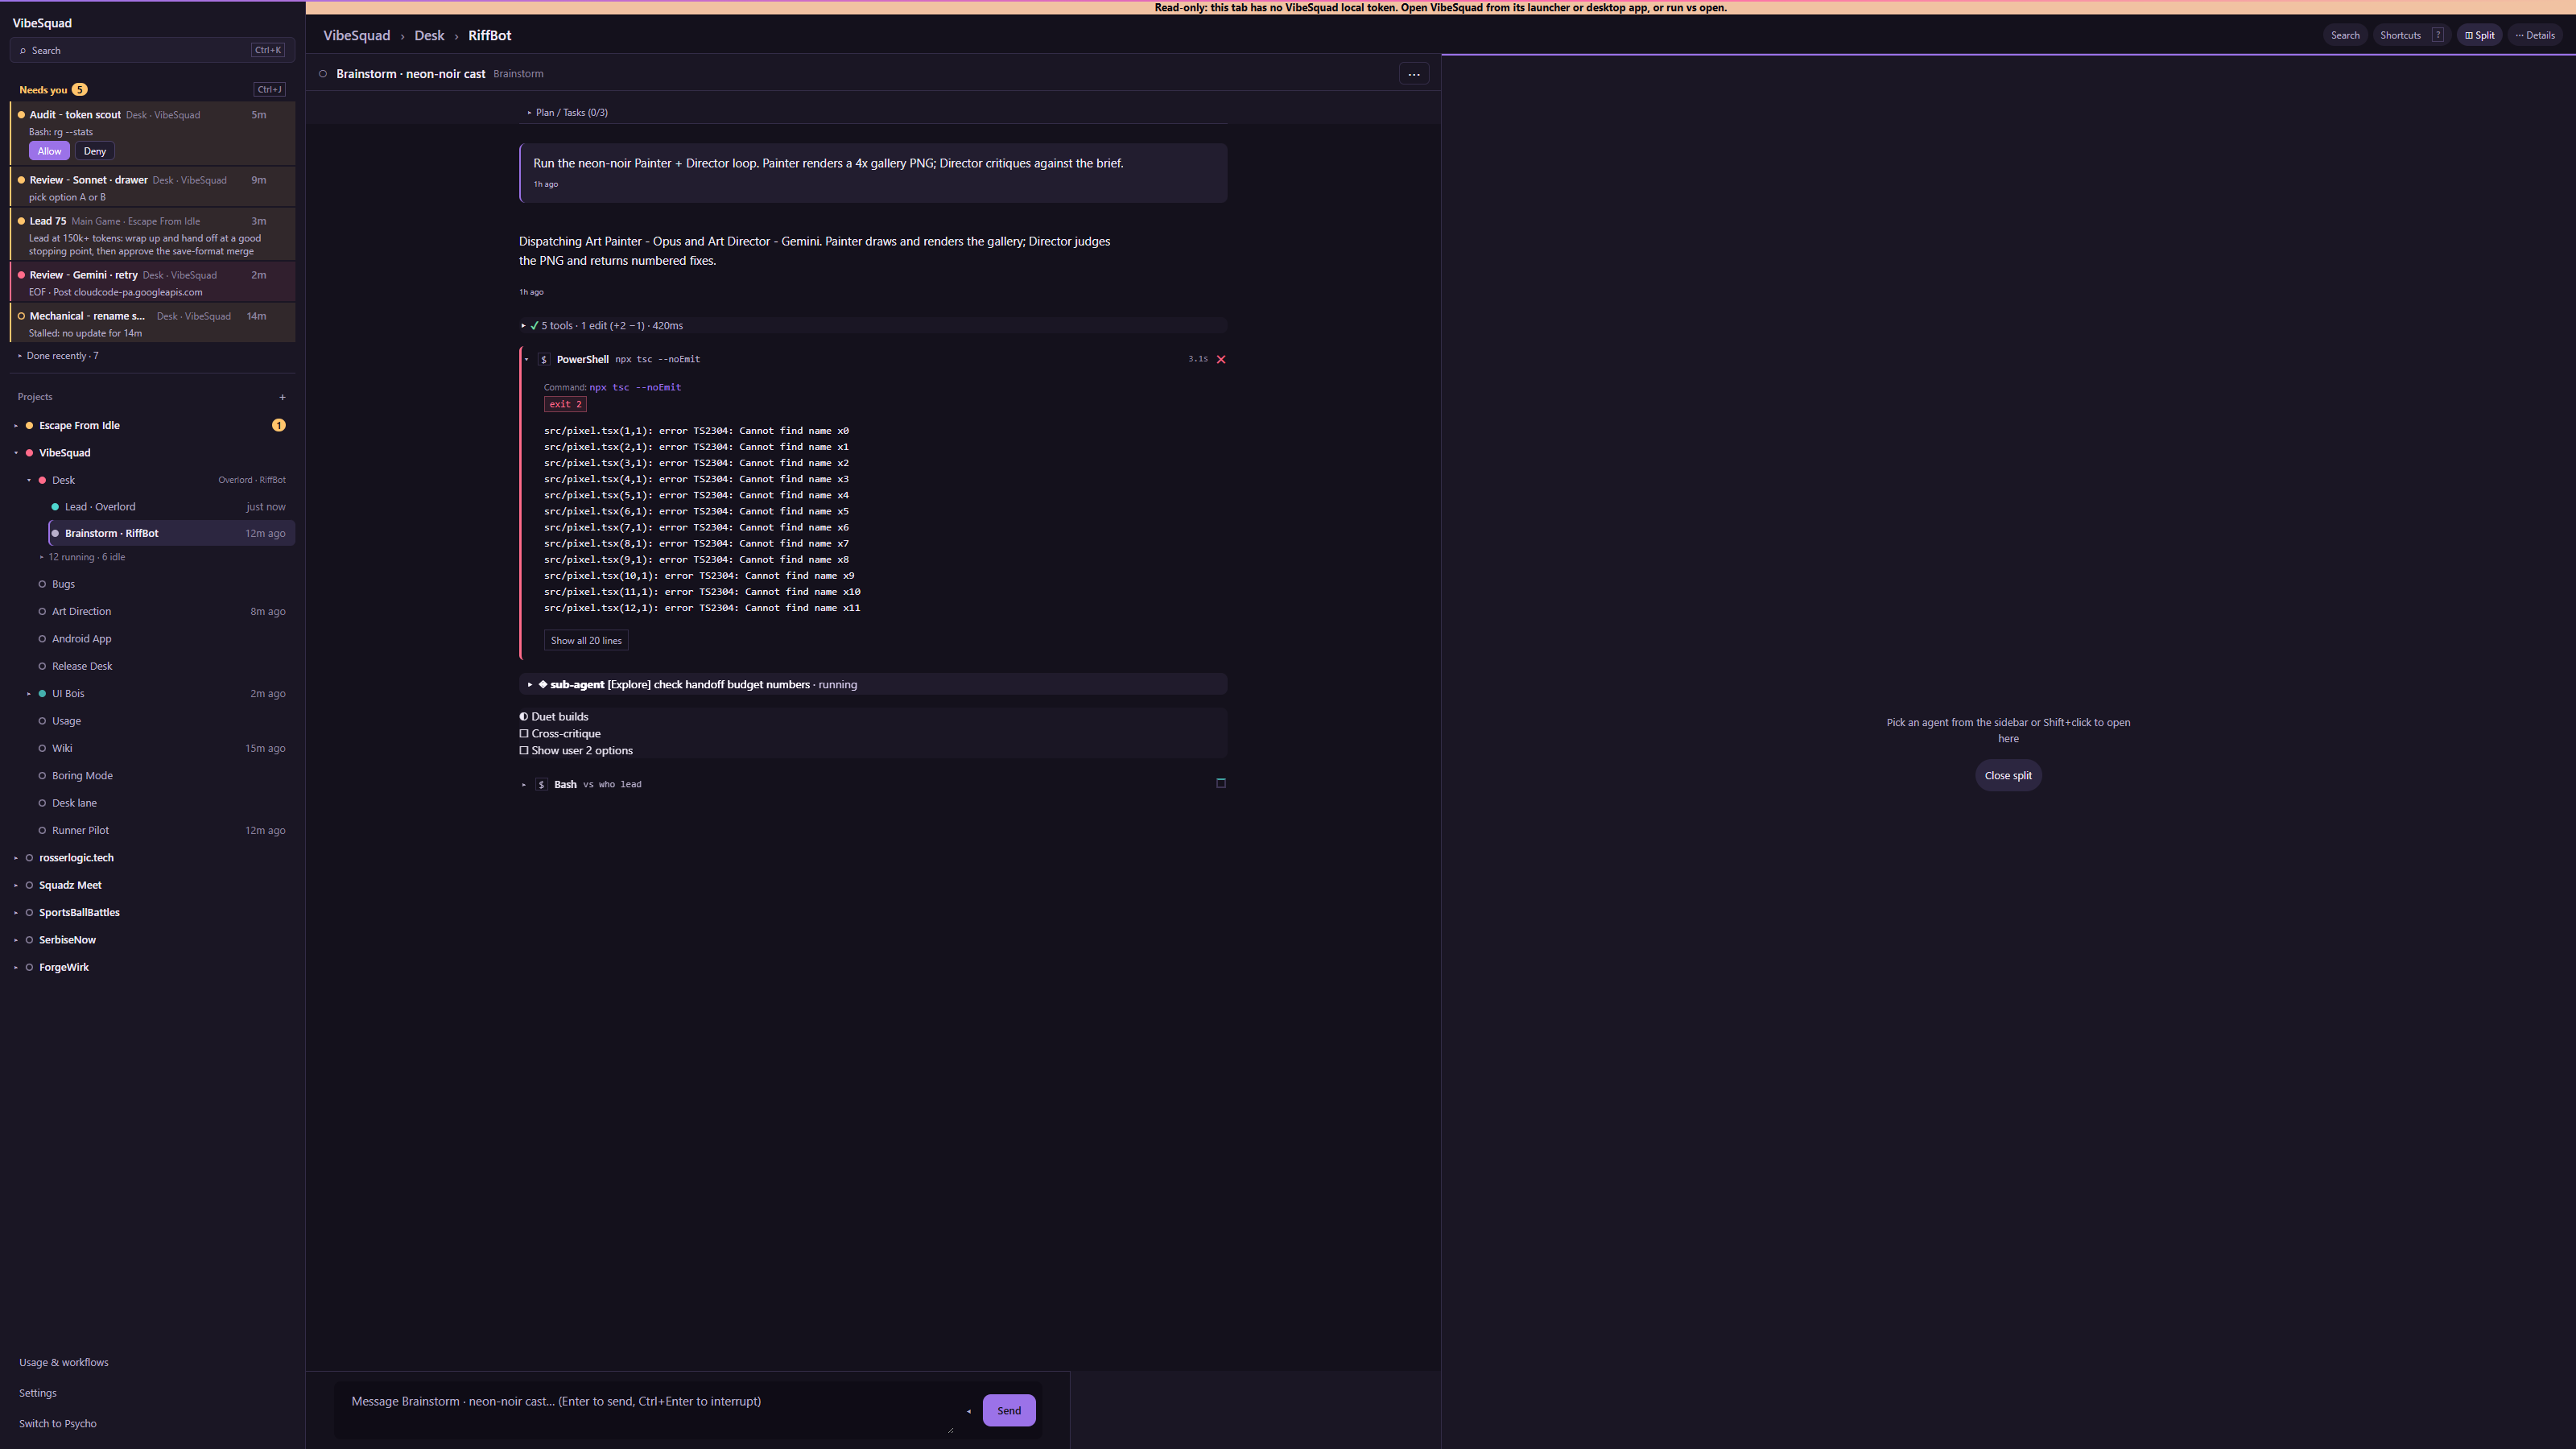 Read-only: this tab has no VibeSquad local token. Open VibeSquad from its launcher or desktop app, or run vs open.
VibeSquad
Search Ctrl+K
Needs you 5 Ctrl+J
Audit - token scout Desk · VibeSquad 5m
Bash: rg --stats
Allow Deny
Review - Sonnet · drawer Desk · VibeSquad 9m
pick option A or B
Lead 75 Main Game · Escape From Idle 3m
Lead at 150k+ tokens: wrap up and hand off at a good
stopping point, then approve the save-format merge
Review - Gemini · retry Desk · VibeSquad 2m
EOF · Post cloudcode-pa.googleapis.com
Mechanical - rename s... Desk · VibeSquad 14m
Stalled: no update for 14m
Done recently · 7
Projects +
Escape From Idle 1
VibeSquad
Desk Overlord · RiffBot
Lead · Overlord just now
Brainstorm · RiffBot 12m ago
12 running · 6 idle
Bugs
Art Direction 8m ago
Android App
Release Desk
UI Bois 2m ago
Usage
Wiki 15m ago
Boring Mode
Desk lane
Runner Pilot 12m ago
rosserlogic.tech
Squadz Meet
SportsBallBattles
SerbiseNow
ForgeWirk
Usage & workflows
Settings
Switch to Psycho
VibeSquad › Desk › RiffBot
Search Shortcuts ? Split ··· Details
Brainstorm · neon-noir cast Brainstorm ...
Plan / Tasks (0/3)
Run the neon-noir Painter + Director loop. Painter renders a 4x gallery PNG; Director critiques against the brief.
1h ago
Dispatching Art Painter - Opus and Art Director - Gemini. Painter draws and renders the gallery; Director judges
the PNG and returns numbered fixes.
1h ago
✓ 5 tools · 1 edit (+2 −1) · 420ms
$ PowerShell npx tsc --noEmit 3.1s ✕
Command: npx tsc --noEmit
exit 2
src/pixel.tsx(1,1): error TS2304: Cannot find name x0
src/pixel.tsx(2,1): error TS2304: Cannot find name x1
src/pixel.tsx(3,1): error TS2304: Cannot find name x2
src/pixel.tsx(4,1): error TS2304: Cannot find name x3
src/pixel.tsx(5,1): error TS2304: Cannot find name x4
src/pixel.tsx(6,1): error TS2304: Cannot find name x5
src/pixel.tsx(7,1): error TS2304: Cannot find name x6
src/pixel.tsx(8,1): error TS2304: Cannot find name x7
src/pixel.tsx(9,1): error TS2304: Cannot find name x8
src/pixel.tsx(10,1): error TS2304: Cannot find name x9
src/pixel.tsx(11,1): error TS2304: Cannot find name x10
src/pixel.tsx(12,1): error TS2304: Cannot find name x11
Show all 20 lines
sub-agent [Explore] check handoff budget numbers · running
Duet builds
Cross-critique
Show user 2 options
$ Bash vs who lead
Message Brainstorm · neon-noir cast... (Enter to send, Ctrl+Enter to interrupt)
Send
Pick an agent from the sidebar or Shift+click to open
here
Close split